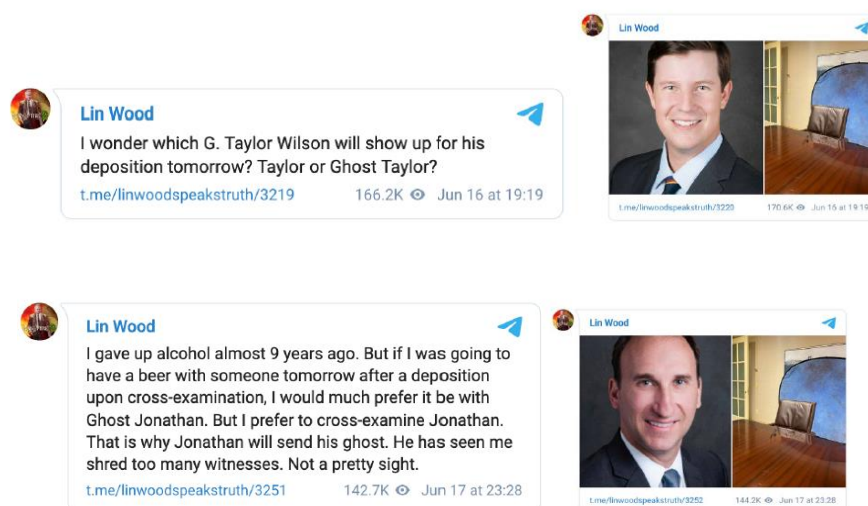 Lin Wood
Lin Wood
I wonder which G. Taylor Wilson will show up for his
deposition tomorrow? Taylor or Ghost Taylor?
t.me/linwoodspeakstruth/3219 166.2K Jun 16 at 19:19
t.me/linwoodspeakstruth/3220 170.6K Jun 16 at 19:19
Lin Wood
I gave up alcohol almost 9 years ago. But if I was going to
have a beer with someone tomorrow after a deposition
upon cross-examination, I would much prefer it be with
Ghost Jonathan. But I prefer to cross-examine Jonathan.
That is why Jonathan will send his ghost. He has seen me
shred too many witnesses. Not a pretty sight.
t.me/linwoodspeakstruth/3251 142.7K Jun 17 at 23:28
Lin Wood
t.me/linwoodspeakstruth/3252 144.2K Jun 17 at 23:28